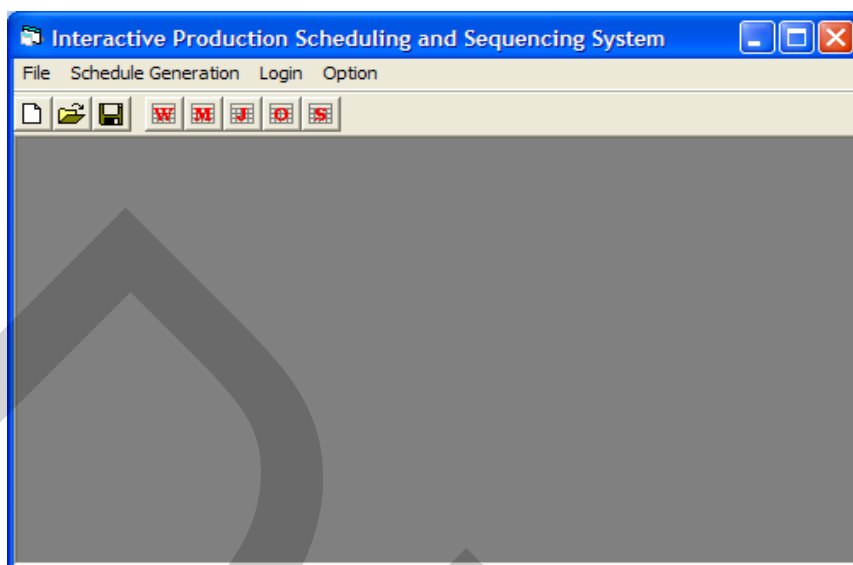 Interactive Production Scheduling and Sequencing System
File Schedule Generation Login Option
W M J O S